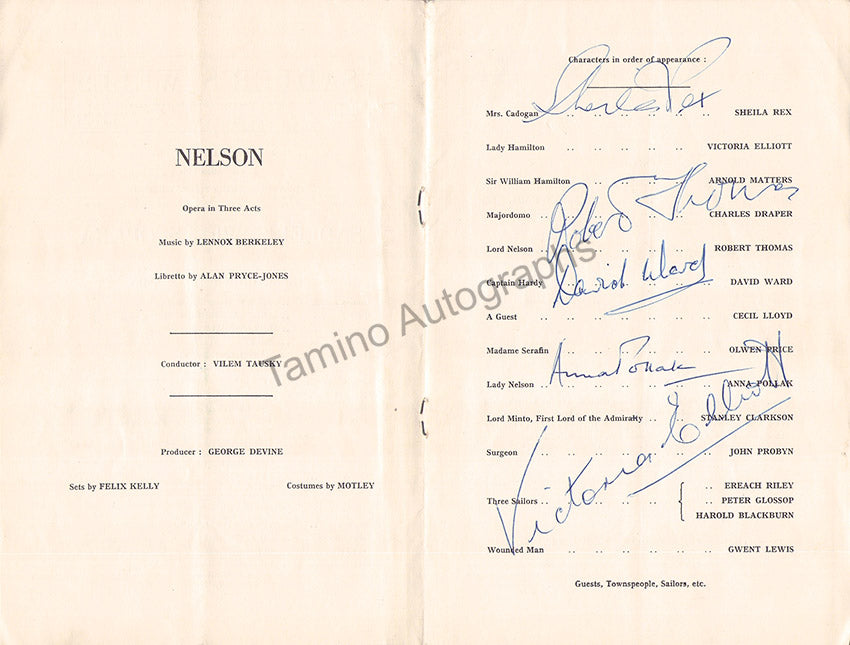 NELSON
Opera in Three Acts
Music by LENNOX BERKELEY
Libretto by ALAN PRYCE-JONES
Conductor : VILEM TAUSKY
Producer : GEORGE DEVINE
Sets by FELIX KELLY Costumes by MOTLEY
Characters in order of appearance :
Sheila Rex
Mrs. Cadogan .. .. .. .. .. SHEILA REX
Lady Hamilton .. .. .. .. .. VICTORIA ELLIOTT
Sir William Hamilton .. .. .. .. ARNOLD MATTERS
Robert Thomas
Majordomo .. .. .. .. .. .. CHARLES DRAPER
Lord Nelson .. .. .. .. .. .. ROBERT THOMAS
David Ward
Captain Hardy .. .. .. .. .. DAVID WARD
A Guest .. .. .. .. .. .. CECIL LLOYD
Madame Serafin .. .. .. .. .. OLWEN PRICE
Anna Pollak
Lady Nelson .. .. .. .. .. .. ANNA POLLAK
Lord Minto, First Lord of the Admiralty .. .. STANLEY CLARKSON
Victoria Elliott
Surgeon .. .. .. .. .. .. JOHN PROBYN
Three Sailors .. .. .. .. .. EREACH RILEY
.. PETER GLOSSOP
HAROLD BLACKBURN
Wounded Man .. .. .. .. .. GWENT LEWIS
Guests, Townspeople, Sailors, etc.
Tamino Autographs